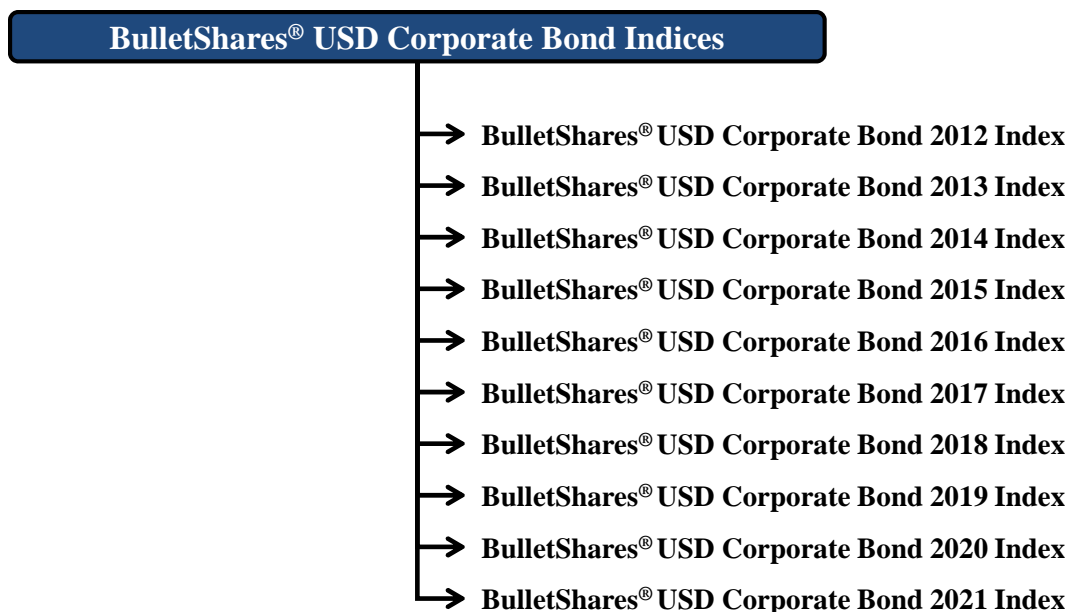 BulletShares® USD Corporate Bond Indices
BulletShares® USD Corporate Bond 2012 Index
BulletShares® USD Corporate Bond 2013 Index
BulletShares® USD Corporate Bond 2014 Index
BulletShares® USD Corporate Bond 2015 Index
BulletShares® USD Corporate Bond 2016 Index
BulletShares® USD Corporate Bond 2017 Index
BulletShares® USD Corporate Bond 2018 Index
BulletShares® USD Corporate Bond 2019 Index
BulletShares® USD Corporate Bond 2020 Index
BulletShares® USD Corporate Bond 2021 Index